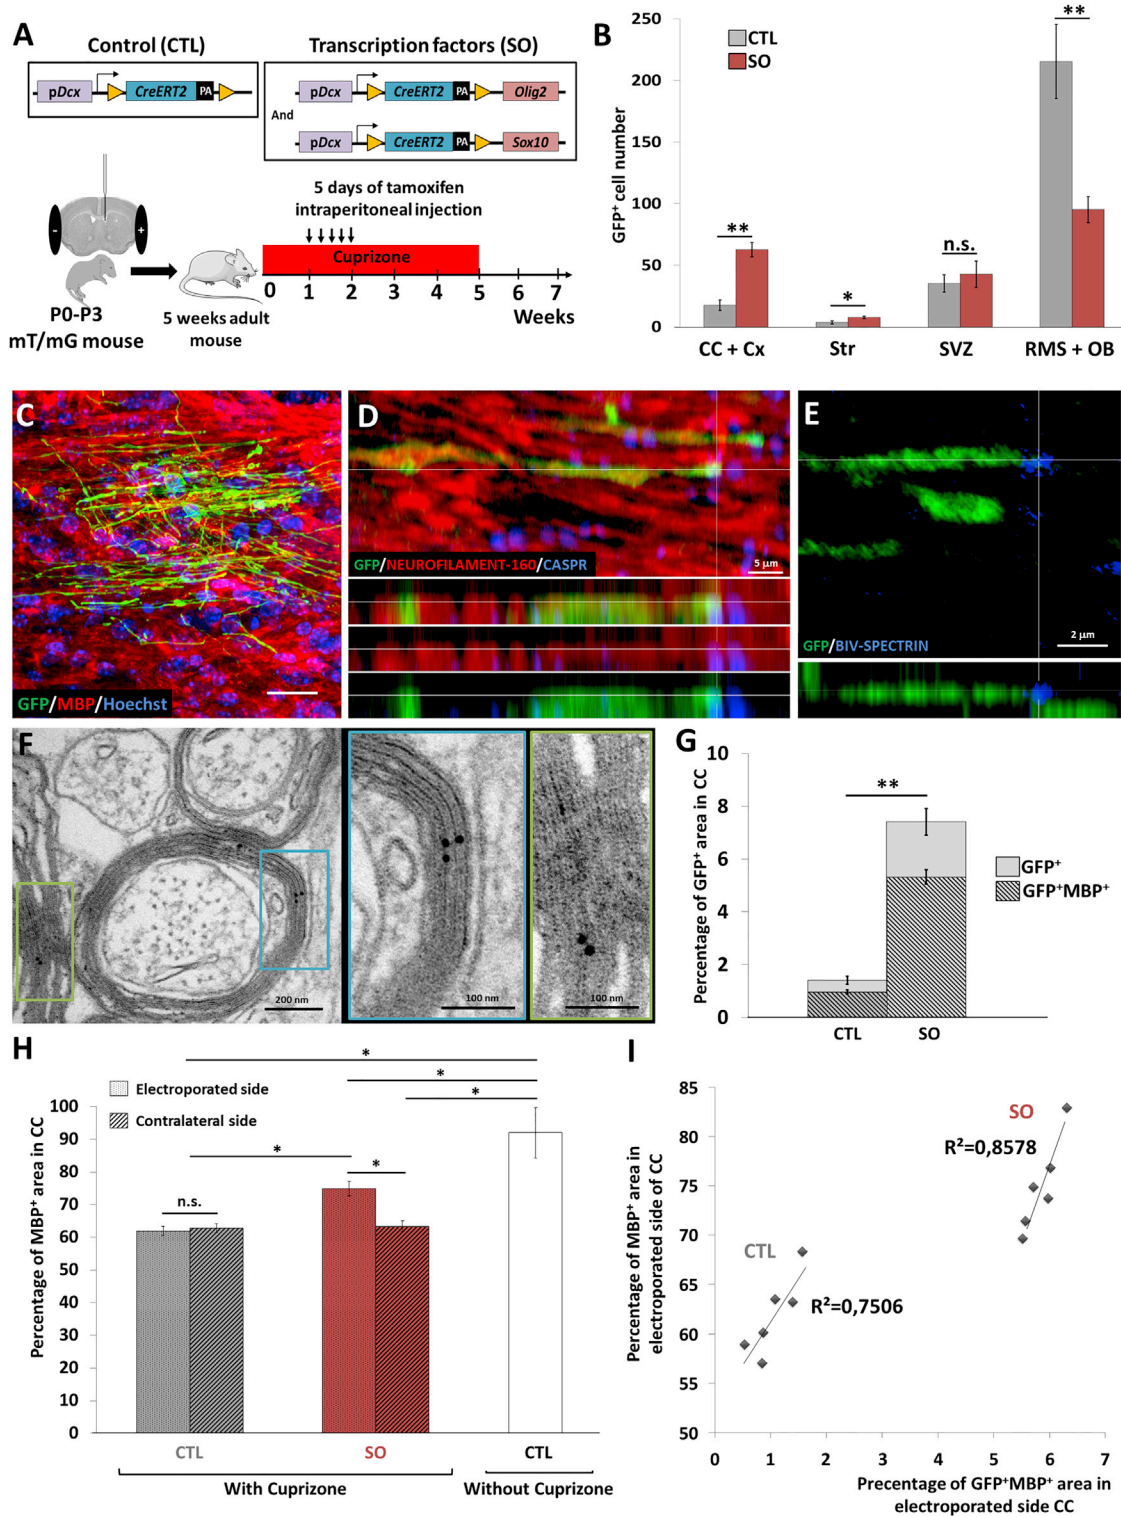 A
Control (CTL)
Transcription factors (SO)
pDcx CreERT2 PA
pDcx CreERT2 PA Olig2
And
pDcx CreERT2 PA Sox10
5 days of tamoxifen
intraperitoneal injection
- +
Cuprizone
0 1 2 3 4 5 6 7
Weeks
P0-P3
mT/mG mouse
5 weeks adult
mouse
B
GFP⁺ cell number
250
200
150
100
50
0
CTL
SO
**
*
n.s.
**
CC + Cx Str SVZ RMS + OB
C
GFP/MBP/Hoechst
D
GFP/NEUROFILAMENT-160/CASPR
5 µm
E
GFP/BIV-SPECTRIN
2 µm
F
200 nm
100 nm
100 nm
G
Percentage of GFP⁺ area in CC
10
8
6
4
2
0
**
GFP⁺
GFP⁺MBP⁺
CTL SO
H
Percentage of MBP⁺ area in CC
100
90
80
70
60
50
40
30
20
10
0
Electroporated side
Contralateral side
*
*
*
*
*
n.s.
CTL SO CTL
With Cuprizone Without Cuprizone
I
Percentage of MBP⁺ area in
electroporated side of CC
85
80
75
70
65
60
55
50
SO
R²=0,8578
CTL
R²=0,7506
0 1 2 3 4 5 6 7
Precentage of GFP⁺MBP⁺ area in
electroporated side CC